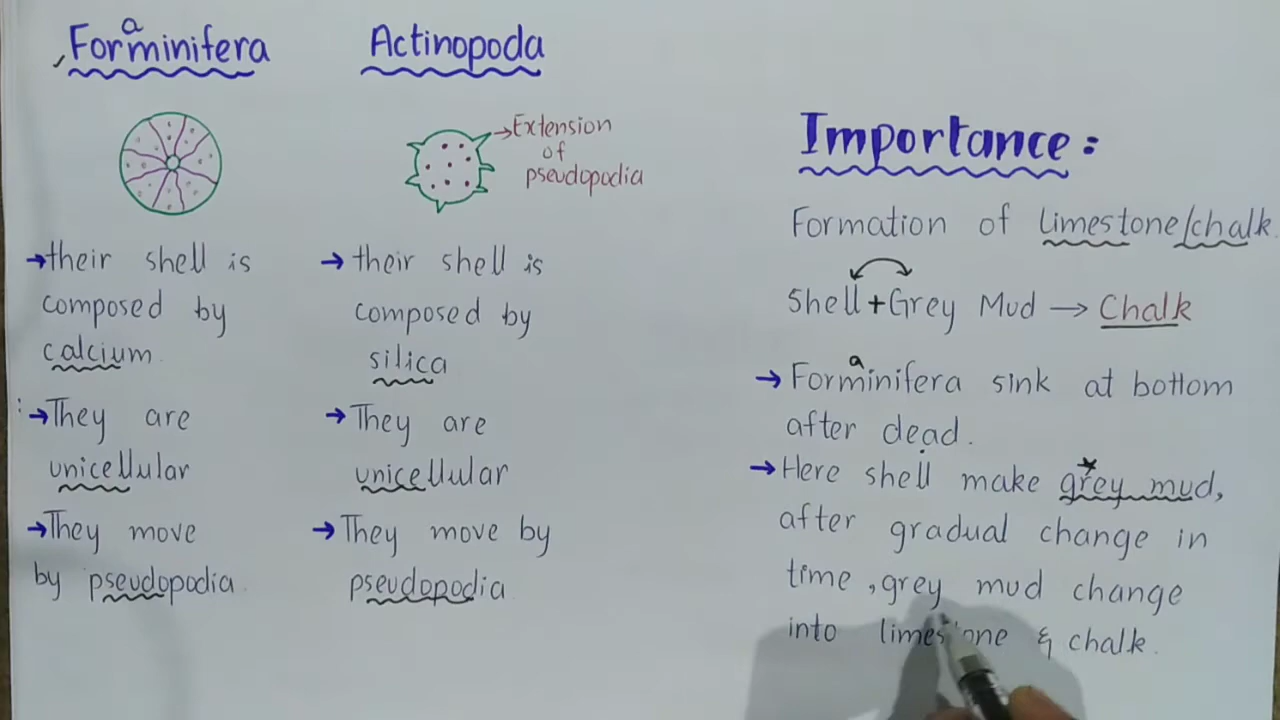 Foraminifera
their shell is
composed by
calcium.
They are
unicellular
They move
by pseudopodia.
Actinopoda
Extension
of
pseudopodia
their shell is
composed by
silica
They are
unicellular
They move by
pseudopodia.
Importance:
Formation of limestone/chalk.
Shell + Grey Mud → Chalk
→ Foraminifera sink at bottom
after dead.
→ Here shell make grey mud,
after gradual change in
time, grey mud change
into limestone & chalk.